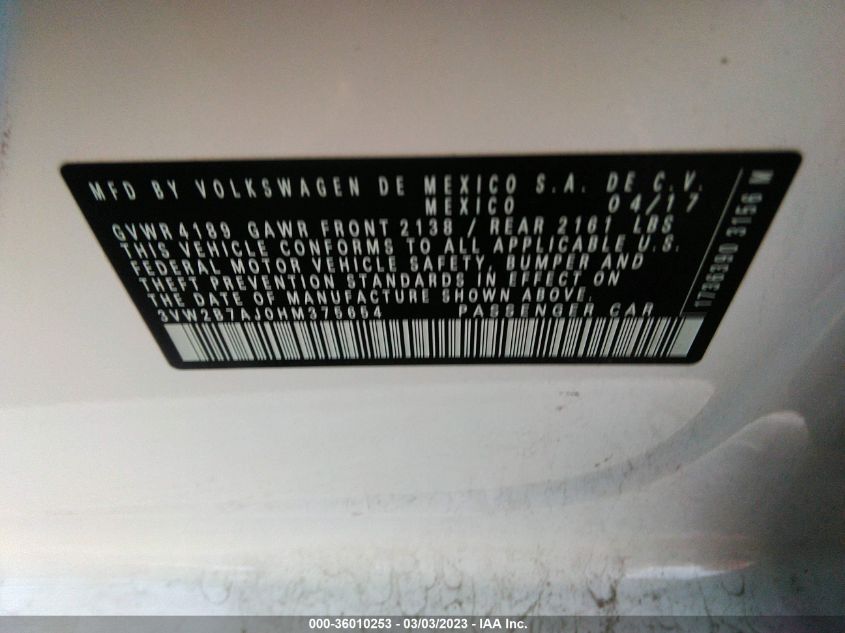 MFD BY VOLKSWAGEN DE MEXICO S.A. DE C.V.
MEXICO 04/17
GVWR 4189 GAWR FRONT 2138 / REAR 2161 LBS
THIS VEHICLE CONFORMS TO ALL APPLICABLE U.S.
FEDERAL MOTOR VEHICLE SAFETY, BUMPER AND
THEFT PREVENTION STANDARDS IN EFFECT ON
THE DATE OF MANUFACTURE SHOWN ABOVE.
3VW2B7AJ0HM375654 PASSENGER CAR
1736390 3156 M
000-36010253 - 03/03/2023 - IAA Inc.